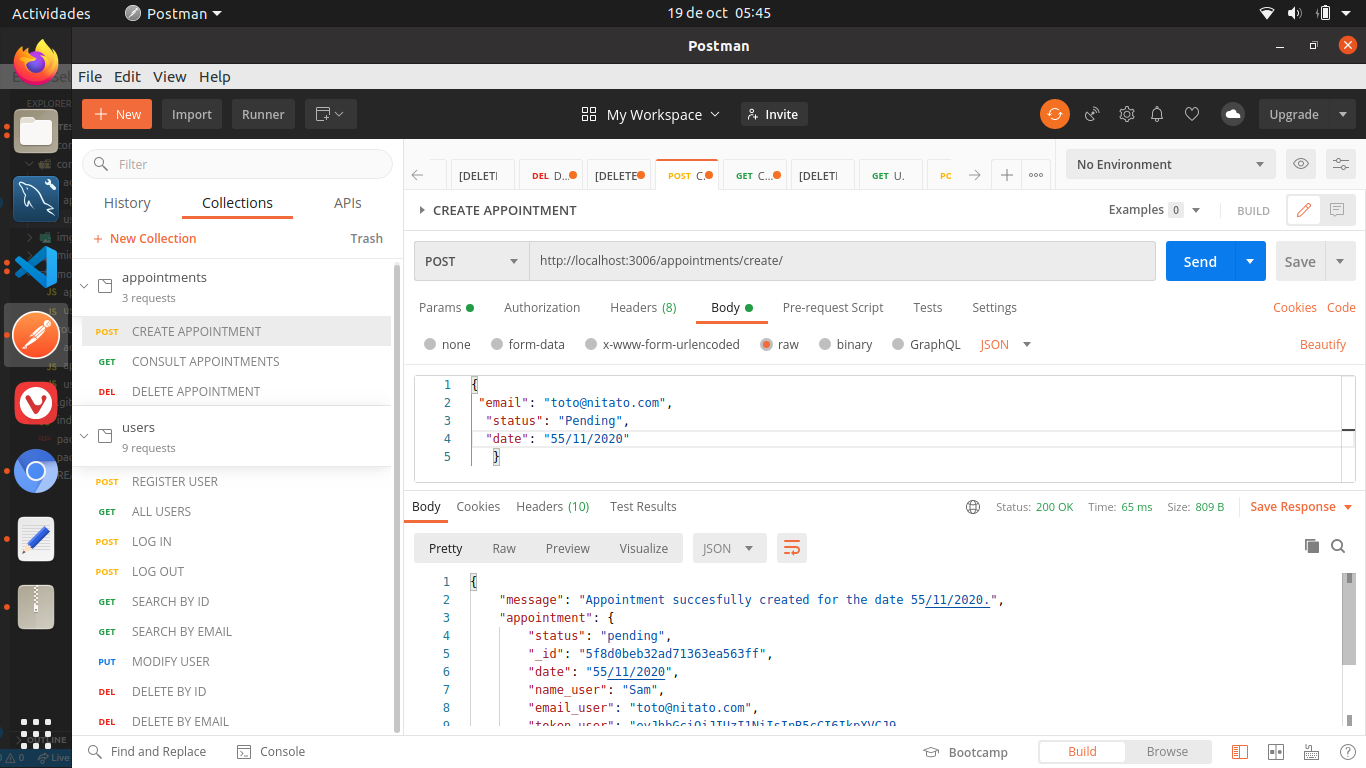 Actividades
Postman
19 de oct 05:45
Postman
File Edit View Help
New
Import
Runner
My Workspace
Invite
Upgrade
EXPLORER
Filter
History
Collections
APIs
New Collection
Trash
appointments
3 requests
POST CREATE APPOINTMENT
GET CONSULT APPOINTMENTS
DEL DELETE APPOINTMENT
users
9 requests
POST REGISTER USER
GET ALL USERS
POST LOG IN
POST LOG OUT
GET SEARCH BY ID
GET SEARCH BY EMAIL
PUT MODIFY USER
DEL DELETE BY ID
DEL DELETE BY EMAIL
OUTLINE
0 Live
[DELETI
DEL D...
[DELETE
POST C..
GET C...
[DELETI
GET U.
PC
No Environment
CREATE APPOINTMENT
Examples 0
BUILD
POST
http://localhost:3006/appointments/create/
Send
Save
Params
Authorization
Headers (8)
Body
Pre-request Script
Tests
Settings
Cookies
Code
none
form-data
x-www-form-urlencoded
raw
binary
GraphQL
JSON
Beautify
1 {
2 "email": "toto@nitato.com",
3 "status": "Pending",
4 "date": "55/11/2020"
5 }
Body
Cookies
Headers (10)
Test Results
Status: 200 OK
Time: 65 ms
Size: 809 B
Save Response
Pretty
Raw
Preview
Visualize
JSON
1 {
2 "message": "Appointment succesfully created for the date 55/11/2020.",
3 "appointment": {
4 "status": "pending",
5 "_id": "5f8d0beb32ad71363ea563ff",
6 "date": "55/11/2020",
7 "name_user": "Sam",
8 "email_user": "toto@nitato.com",
9 "token_user":
Find and Replace
Console
Bootcamp
Build
Browse